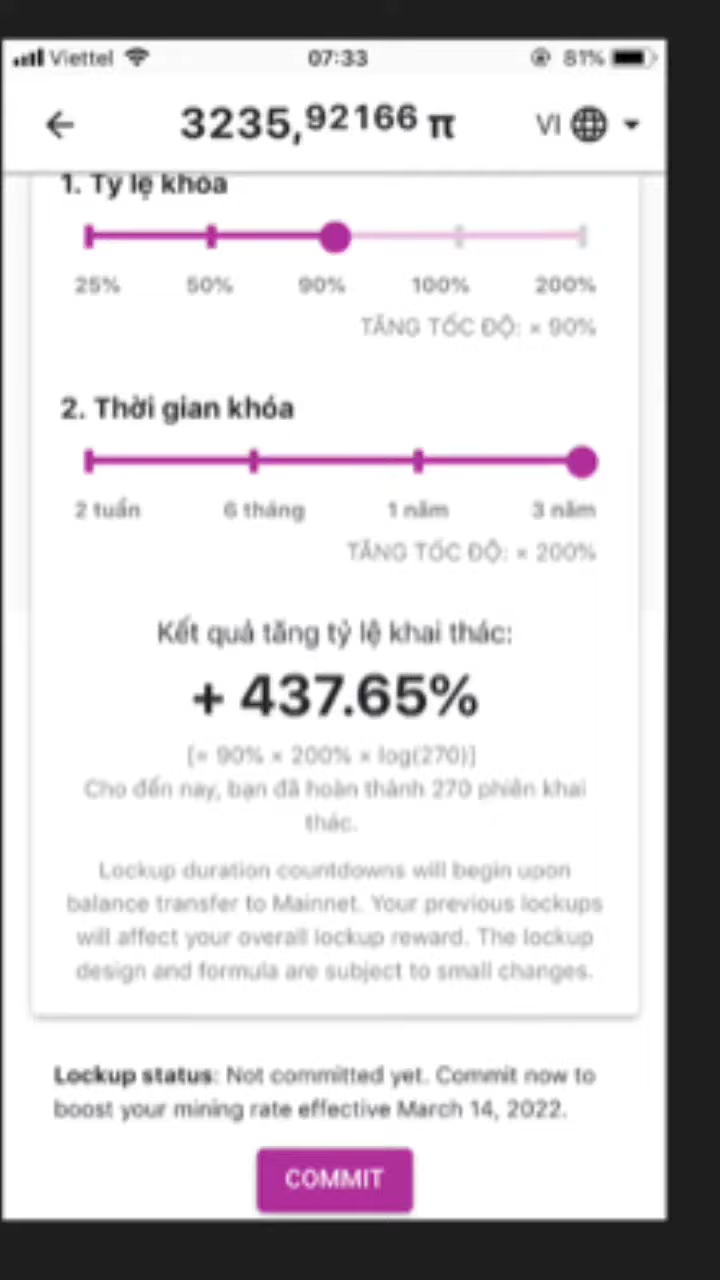 Viettel 07:33 81%
3235,92166 π VI
1. Tỷ lệ khóa
25% 50% 90% 100% 200%
TĂNG TỐC ĐỘ: × 90%
2. Thời gian khóa
2 tuần 6 tháng 1 năm 3 năm
TĂNG TỐC ĐỘ: × 200%
Kết quả tăng tỷ lệ khai thác:
+ 437.65%
[= 90% × 200% × log(270)]
Cho đến nay, bạn đã hoàn thành 270 phiên khai
thác.
Lockup duration countdowns will begin upon
balance transfer to Mainnet. Your previous lockups
will affect your overall lockup reward. The lockup
design and formula are subject to small changes.
Lockup status: Not committed yet. Commit now to
boost your mining rate effective March 14, 2022.
COMMIT